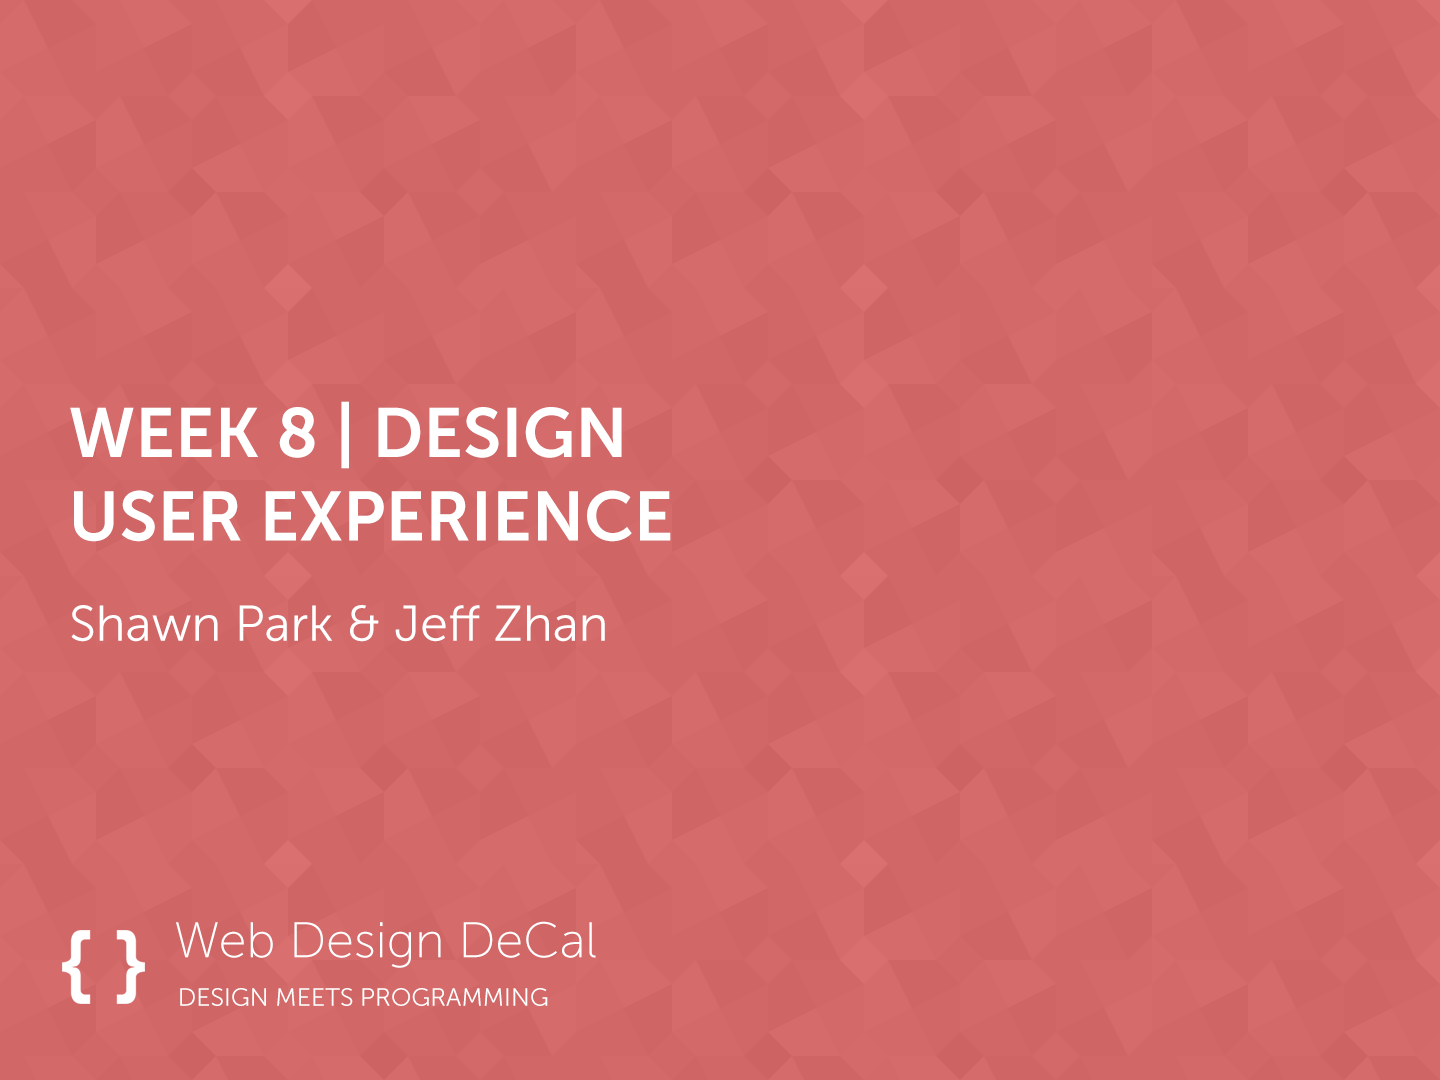 WEEK 8 | DESIGN
USER EXPERIENCE
Shawn Park & Jeff Zhan
{ } Web Design DeCal
DESIGN MEETS PROGRAMMING